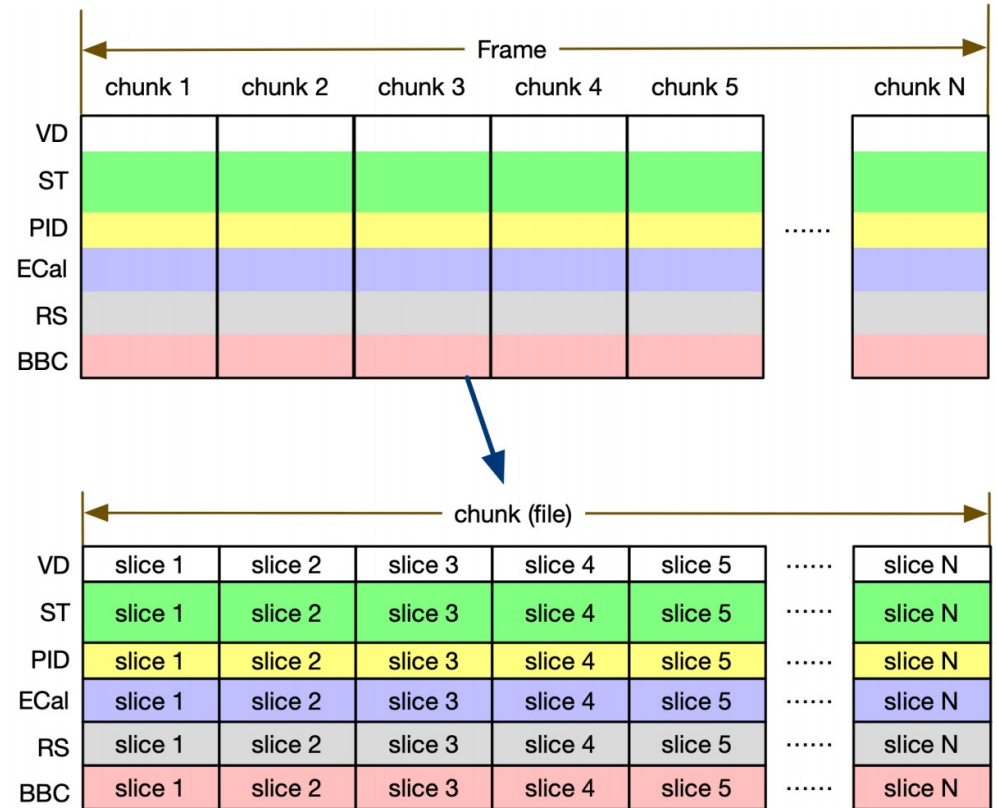 Frame
chunk 1 chunk 2 chunk 3 chunk 4 chunk 5 chunk N
VD
ST
PID ......
ECal
RS
BBC
chunk (file)
VD slice 1 slice 2 slice 3 slice 4 slice 5 ...... slice N
ST slice 1 slice 2 slice 3 slice 4 slice 5 ...... slice N
PID slice 1 slice 2 slice 3 slice 4 slice 5 ...... slice N
ECal slice 1 slice 2 slice 3 slice 4 slice 5 ...... slice N
RS slice 1 slice 2 slice 3 slice 4 slice 5 ...... slice N
BBC slice 1 slice 2 slice 3 slice 4 slice 5 ...... slice N